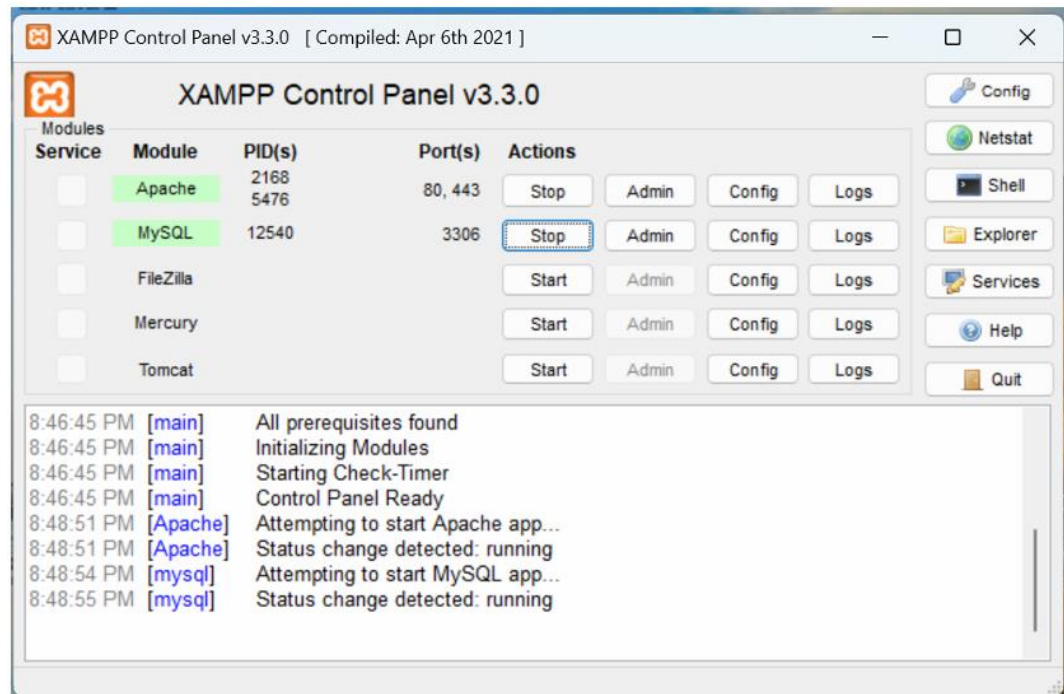 XAMPP Control Panel v3.3.0 [ Compiled: Apr 6th 2021 ]
XAMPP Control Panel v3.3.0
Config
Modules
Netstat
Service Module PID(s) Port(s) Actions
Apache 2168 5476 80, 443 Stop Admin Config Logs
Shell
MySQL 12540 3306 Stop Admin Config Logs
Explorer
FileZilla Start Admin Config Logs
Services
Mercury Start Admin Config Logs
Help
Tomcat Start Admin Config Logs
Quit
8:46:45 PM [main] All prerequisites found
8:46:45 PM [main] Initializing Modules
8:46:45 PM [main] Starting Check-Timer
8:46:45 PM [main] Control Panel Ready
8:48:51 PM [Apache] Attempting to start Apache app...
8:48:51 PM [Apache] Status change detected: running
8:48:54 PM [mysql] Attempting to start MySQL app...
8:48:55 PM [mysql] Status change detected: running